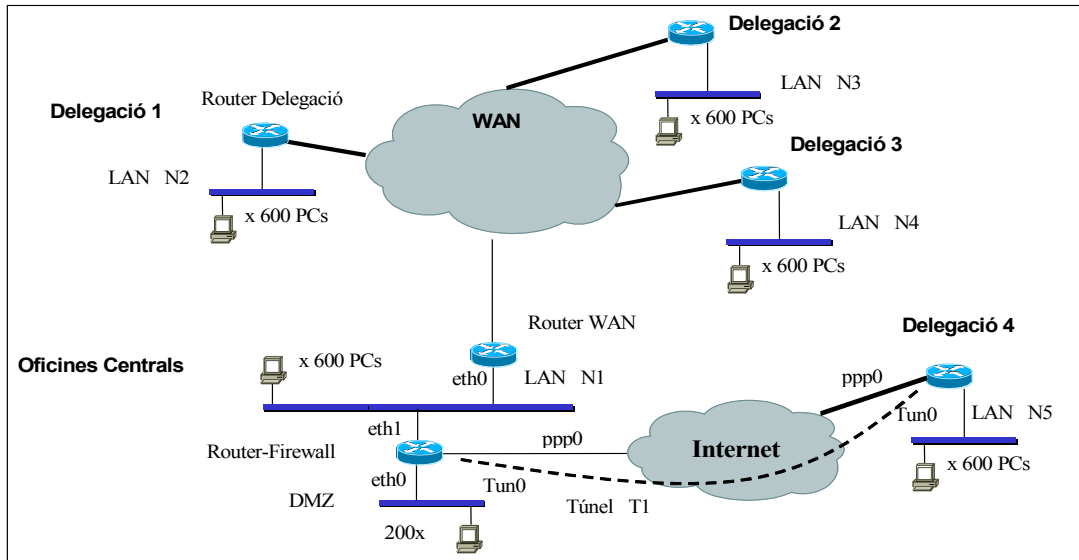 Delegació 2
LAN N3
x 600 PCs
Delegació 1
Router Delegació
WAN
LAN N2
x 600 PCs
Delegació 3
LAN N4
x 600 PCs
Router WAN
Delegació 4
Oficines Centrals
x 600 PCs
eth0
LAN N1
ppp0
Tun0
LAN N5
x 600 PCs
eth1
Router-Firewall
ppp0
Internet
eth0
Tun0
DMZ
Túnel T1
200x